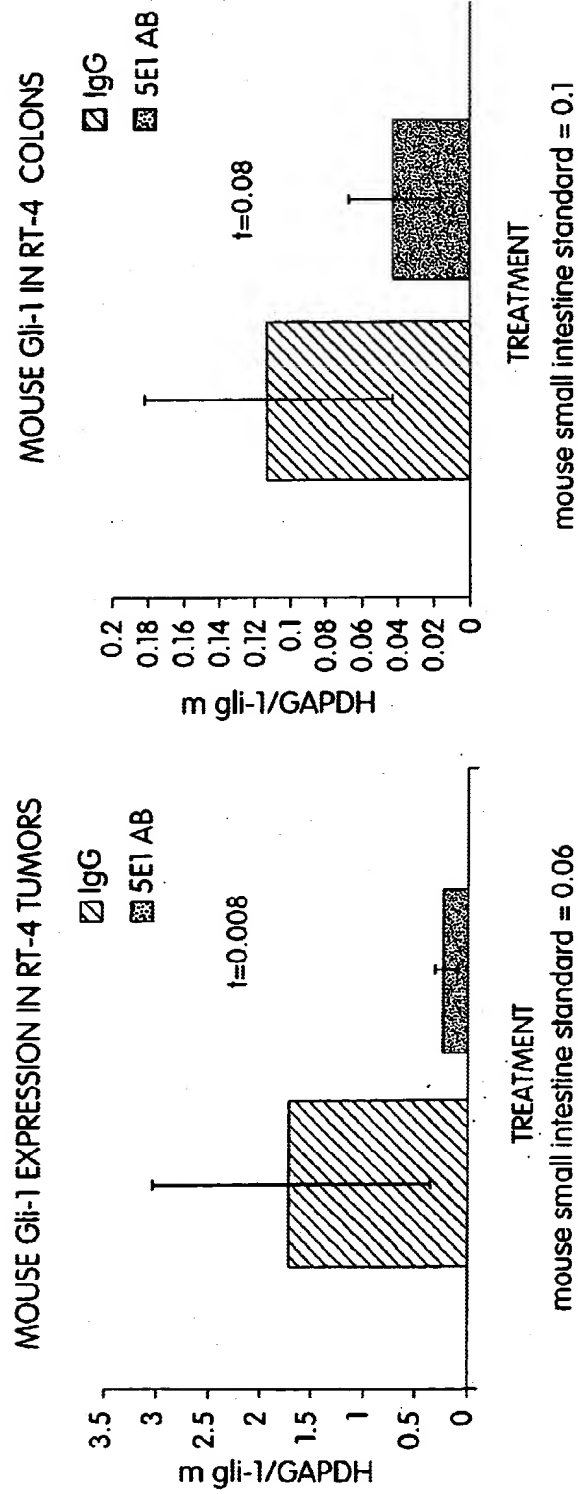 MOUSE Gli-1 EXPRESSION IN RT-4 TUMORS
IgG
5E1 AB
t=0.008
3.5
3
2.5
2
1.5
1
0.5
0
m gli-1/GAPDH
TREATMENT
mouse small intestine standard = 0.06
MOUSE Gli-1 IN RT-4 COLONS
IgG
5E1 AB
t=0.08
0.2
0.18
0.16
0.14
0.12
0.1
0.08
0.06
0.04
0.02
0
m gli-1/GAPDH
TREATMENT
mouse small intestine standard = 0.1